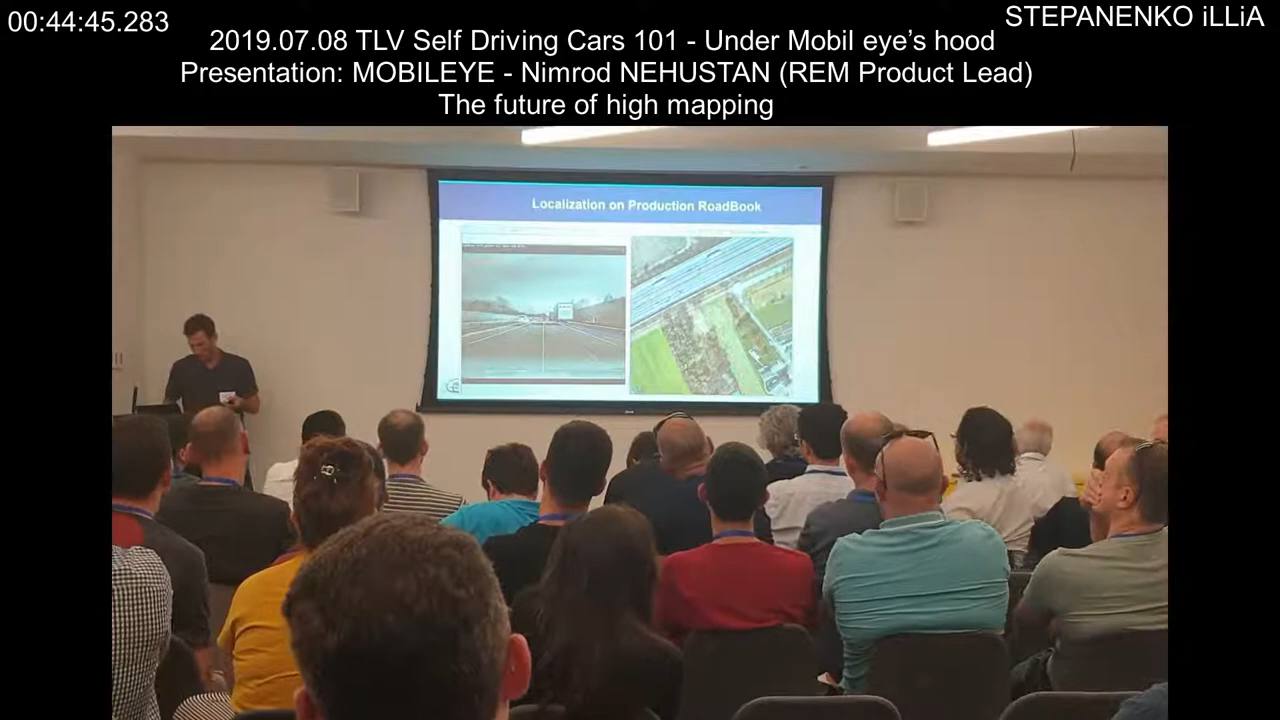 00:44:45.283
STEPANENKO iLLiA
2019.07.08 TLV Self Driving Cars 101 - Under Mobil eye's hood
Presentation: MOBILEYE - Nimrod NEHUSTAN (REM Product Lead)
The future of high mapping
Localization on Production RoadBook